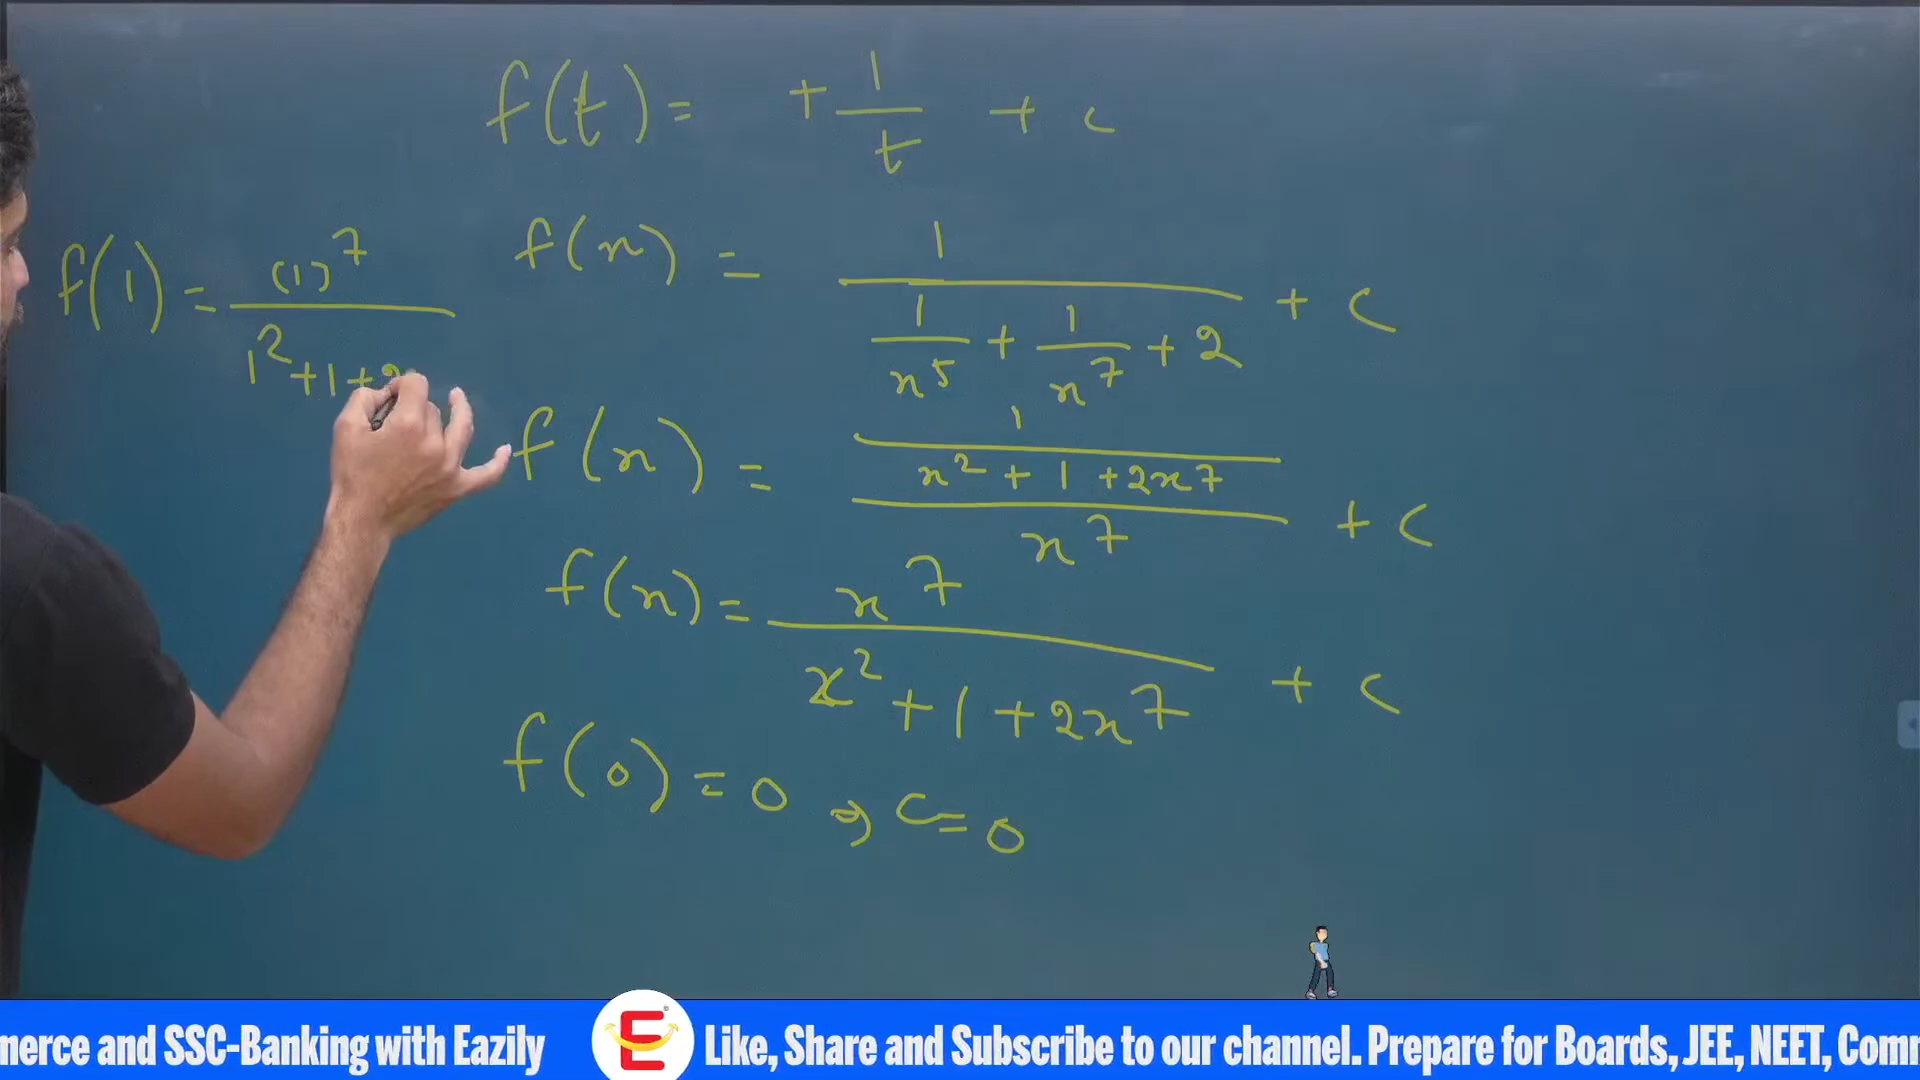 f(t) = + 1/t + c
f(x) = 1/(1/x^5 + 1/x^7 + 2) + c
f(1) = (1)^7/(1^2+1+2
f(x) = 1/((x^2 + 1 + 2x^7)/x^7) + c
f(x) = x^7/(x^2 + 1 + 2x^7) + c
f(0) = 0 ⇒ c = 0
merce and SSC-Banking with Eazily
E
Like, Share and Subscribe to our channel. Prepare for Boards, JEE, NEET, Comm